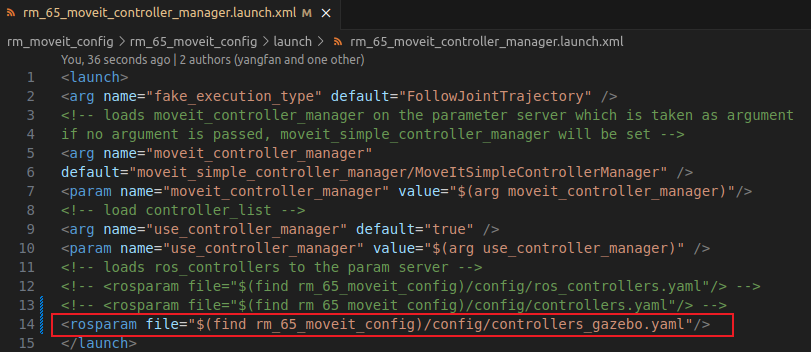 rm_65_moveit_controller_manager.launch.xml M ×
rm_moveit_config > rm_65_moveit_config > launch > rm_65_moveit_controller_manager.launch.xml
You, 36 seconds ago | 2 authors (yangfan and one other)
1 <launch>
2 <arg name="fake_execution_type" default="FollowJointTrajectory" />
3 <!-- loads moveit_controller_manager on the parameter server which is taken as argument
4 if no argument is passed, moveit_simple_controller_manager will be set -->
5 <arg name="moveit_controller_manager"
6 default="moveit_simple_controller_manager/MoveItSimpleControllerManager" />
7 <param name="moveit_controller_manager" value="$(arg moveit_controller_manager)"/>
8 <!-- load controller_list -->
9 <arg name="use_controller_manager" default="true" />
10 <param name="use_controller_manager" value="$(arg use_controller_manager)" />
11 <!-- loads ros_controllers to the param server -->
12 <!-- <rosparam file="$(find rm_65_moveit_config)/config/ros_controllers.yaml"/> -->
13 <!-- <rosparam file="$(find rm_65_moveit_config)/config/controllers.yaml"/> -->
14 <rosparam file="$(find rm_65_moveit_config)/config/controllers_gazebo.yaml"/>
15 </launch>